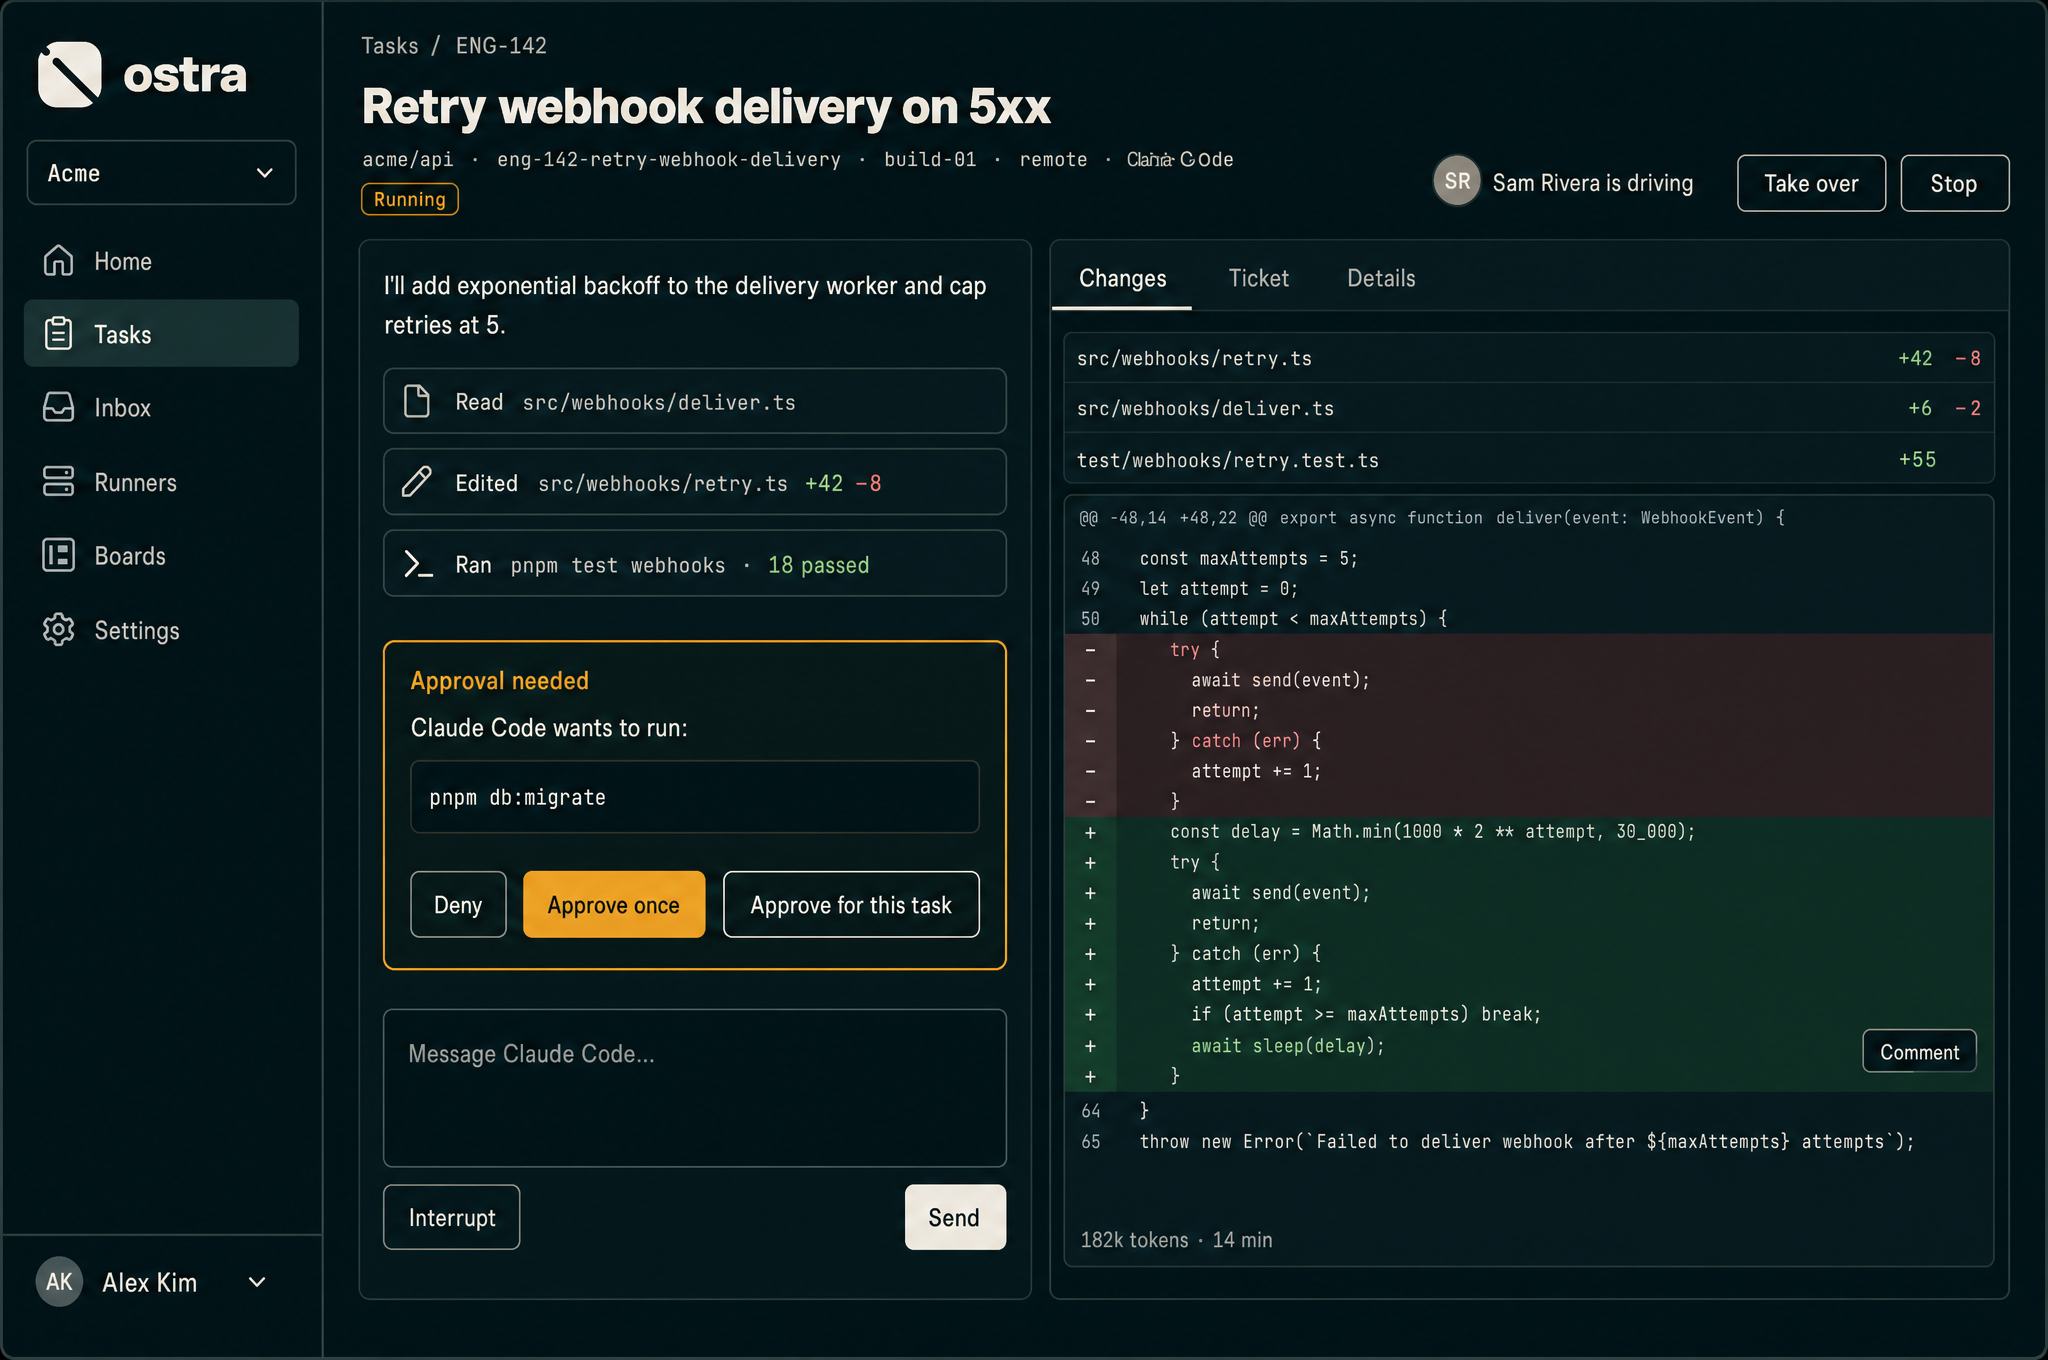 ostra
Acme
Home
Tasks
Inbox
Runners
Boards
Settings
AK Alex Kim
Tasks / ENG-142
Retry webhook delivery on 5xx
acme/api · eng-142-retry-webhook-delivery · build-01 · remote ·
Running
SR Sam Rivera is driving
Take over
Stop
I'll add exponential backoff to the delivery worker and cap
retries at 5.
Read src/webhooks/deliver.ts
Edited src/webhooks/retry.ts +42 −8
Ran pnpm test webhooks · 18 passed
Approval needed
Claude Code wants to run:
pnpm db:migrate
Deny
Approve once
Approve for this task
Message Claude Code...
Interrupt
Send
Changes Ticket Details
src/webhooks/retry.ts +42 −8
src/webhooks/deliver.ts +6 −2
test/webhooks/retry.test.ts +55
@@ -48,14 +48,22 @@ export async function deliver(event: WebhookEvent) {
48 const maxAttempts = 5;
49 let attempt = 0;
50 while (attempt < maxAttempts) {
- try {
- await send(event);
- return;
- } catch (err) {
- attempt += 1;
- }
+ const delay = Math.min(1000 * 2 ** attempt, 30_000);
+ try {
+ await send(event);
+ return;
+ } catch (err) {
+ attempt += 1;
+ if (attempt >= maxAttempts) break;
+ await sleep(delay);
+ }
Comment
64 }
65 throw new Error(`Failed to deliver webhook after ${maxAttempts} attempts`);
182k tokens · 14 min